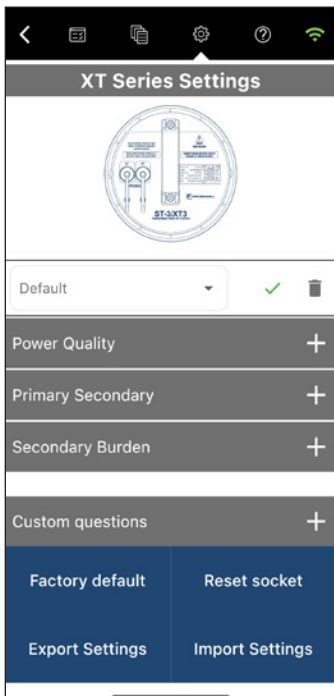 XT Series Settings
ST-3/XT3
Default
Power Quality
Primary Secondary
Secondary Burden
Custom questions
Factory default
Reset socket
Export Settings
Import Settings